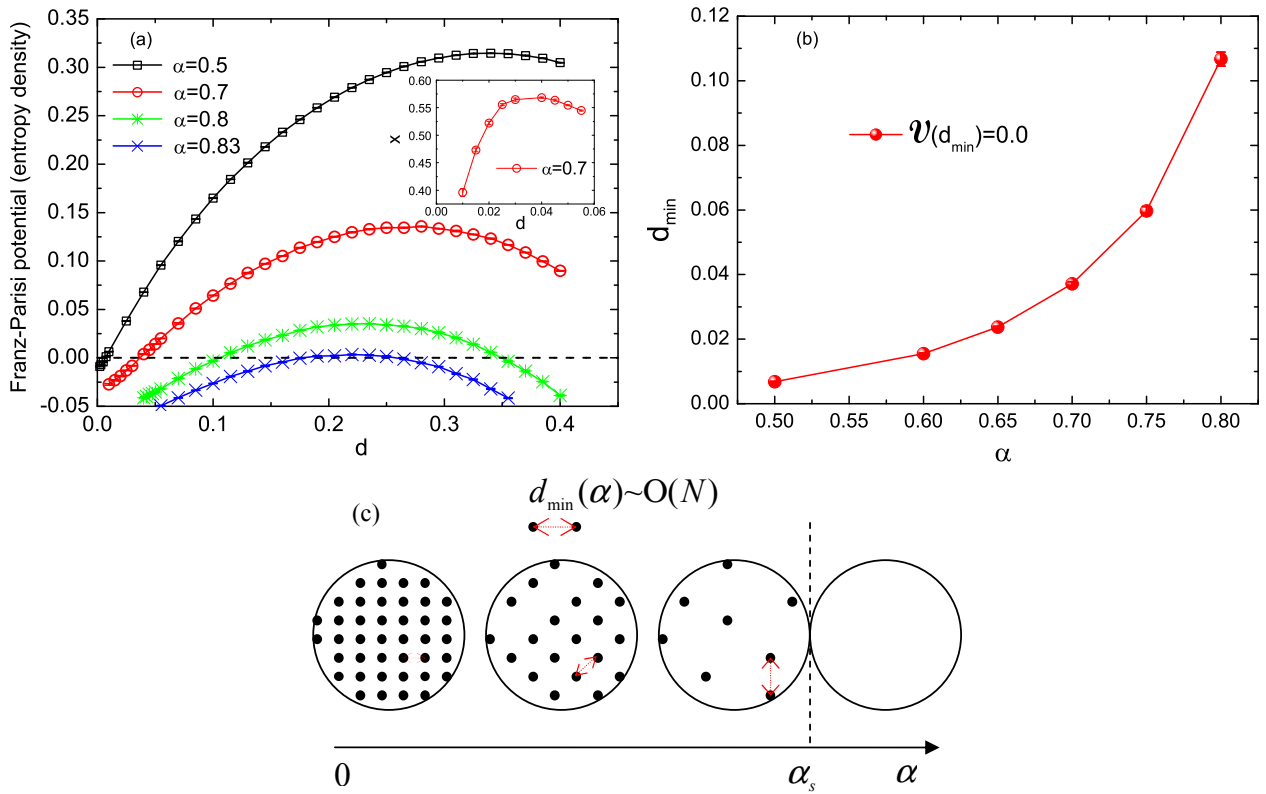 (a)
Franz-Parisi potential (entropy density)
0.35
0.30
0.25
0.20
0.15
0.10
0.05
0.00
-0.05
0.0 0.1 0.2 0.3 0.4
d
α=0.5
α=0.7
α=0.8
α=0.83
x
0.60
0.55
0.50
0.45
0.40
0.00 0.02 0.04 0.06
d
α=0.7
(b)
d_min
0.12
0.10
0.08
0.06
0.04
0.02
0.00
0.50 0.55 0.60 0.65 0.70 0.75 0.80
α
𝒱(d_min)=0.0
d_min(α)~O(N)
(c)
0 α_s α